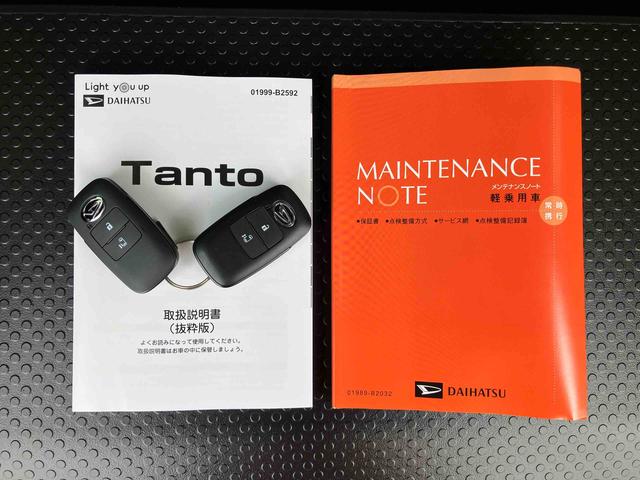 Light you up
DAIHATSU
01999-B2592
Tanto
取扱説明書
（抜粋版）
よくお読みになって使用してください。
取扱説明書はお車の中に保管しましょう。
MAINTENANCE
NOTE
メンテナンスノート
軽乗用車
常時
携行
●保証書 ●点検整備方式 ●サービス網 ●点検整備記録簿
01989-B2032
DAIHATSU